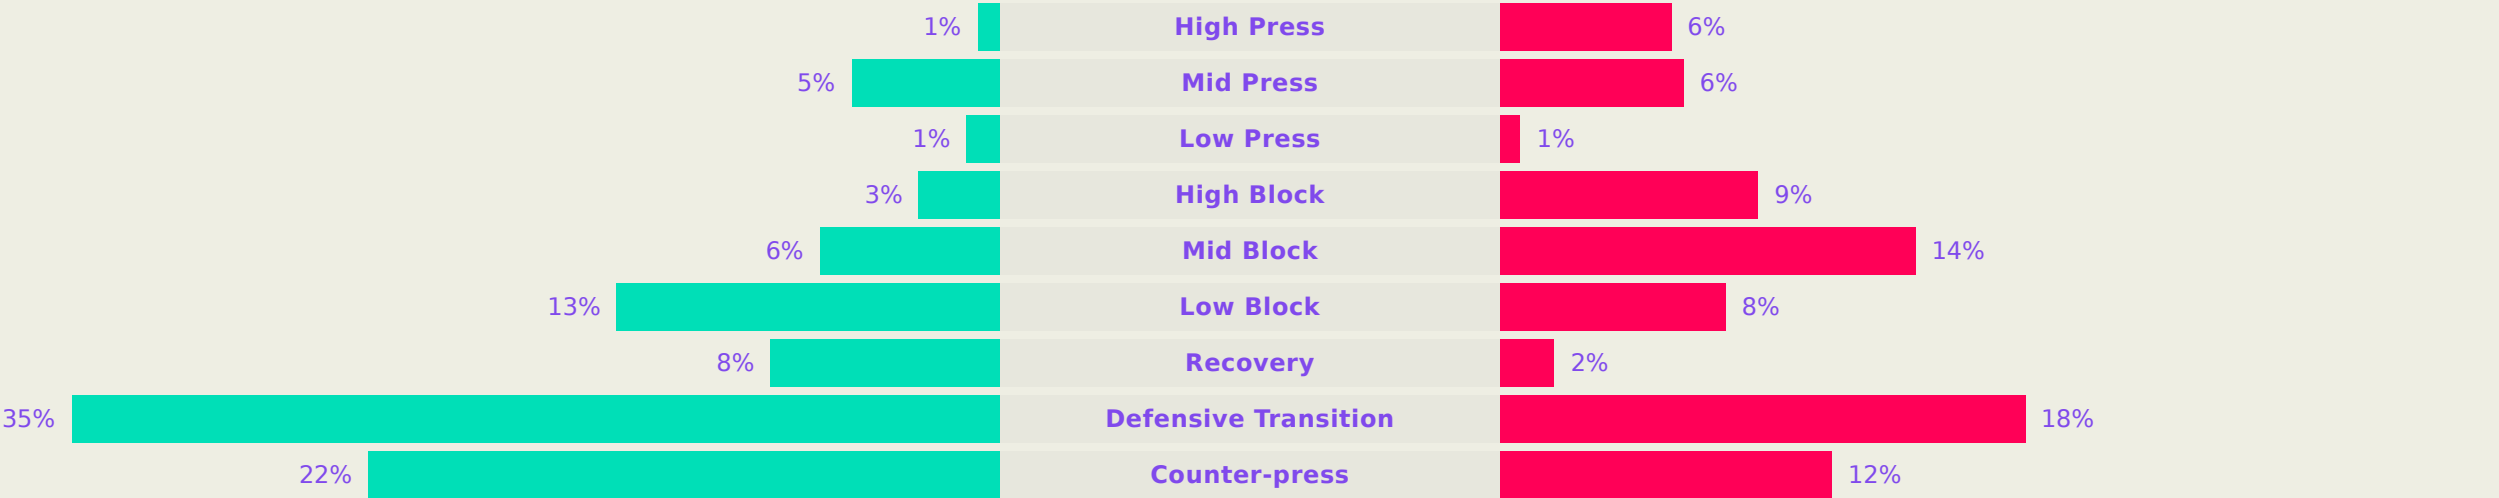 1% High Press 6%
5% Mid Press 6%
1% Low Press 1%
3% High Block 9%
6% Mid Block 14%
13% Low Block 8%
8% Recovery 2%
35% Defensive Transition 18%
22% Counter-press 12%